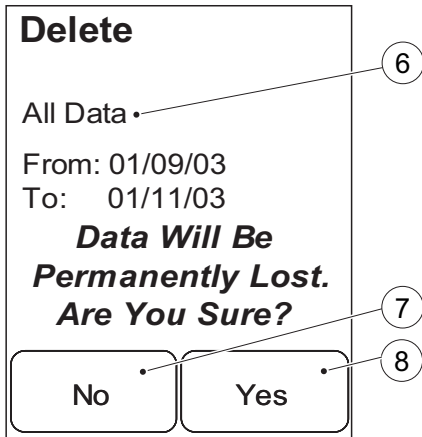 Delete
6
All Data
From: 01/09/03
To: 01/11/03
Data Will Be
Permanently Lost.
Are You Sure?
7
8
No Yes